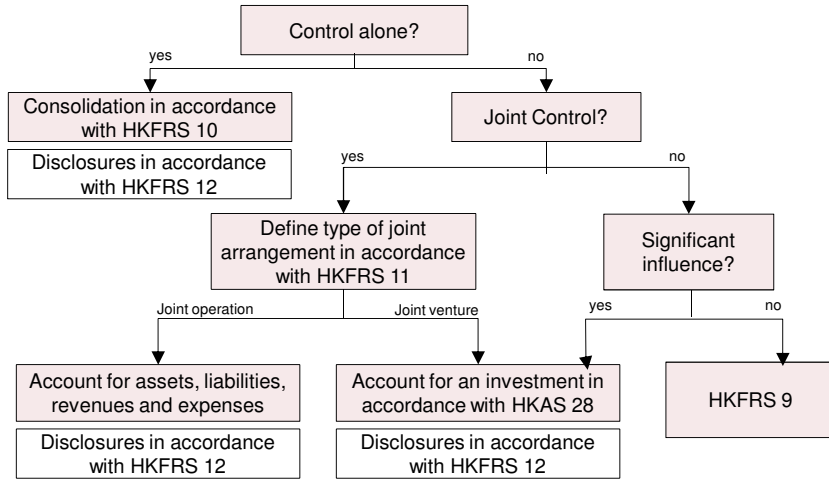 Control alone?
yes
no
Consolidation in accordance
with HKFRS 10
Joint Control?
Disclosures in accordance
with HKFRS 12
yes
no
Define type of joint
arrangement in accordance
with HKFRS 11
Significant
influence?
Joint operation
Joint venture
yes
no
Account for assets, liabilities,
revenues and expenses
Account for an investment in
accordance with HKAS 28
HKFRS 9
Disclosures in accordance
with HKFRS 12
Disclosures in accordance
with HKFRS 12